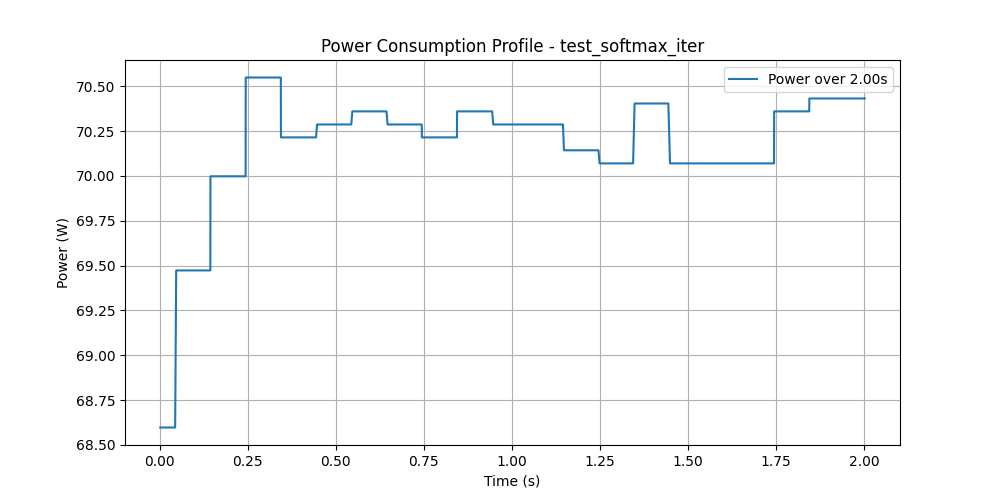 Power Consumption Profile - test_softmax_iter
Power over 2.00s
Power (W)
70.50
70.25
70.00
69.75
69.50
69.25
69.00
68.75
68.50
0.00 0.25 0.50 0.75 1.00 1.25 1.50 1.75 2.00
Time (s)